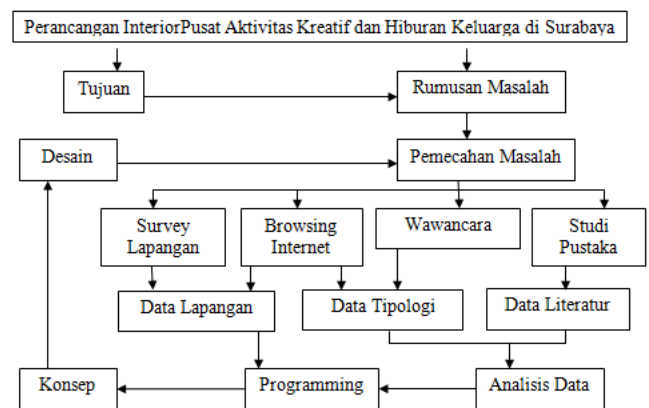 Perancangan InteriorPusat Aktivitas Kreatif dan Hiburan Keluarga di Surabaya
Tujuan
Rumusan Masalah
Desain
Pemecahan Masalah
Survey
Lapangan
Browsing
Internet
Wawancara
Studi
Pustaka
Data Lapangan
Data Tipologi
Data Literatur
Konsep
Programming
Analisis Data